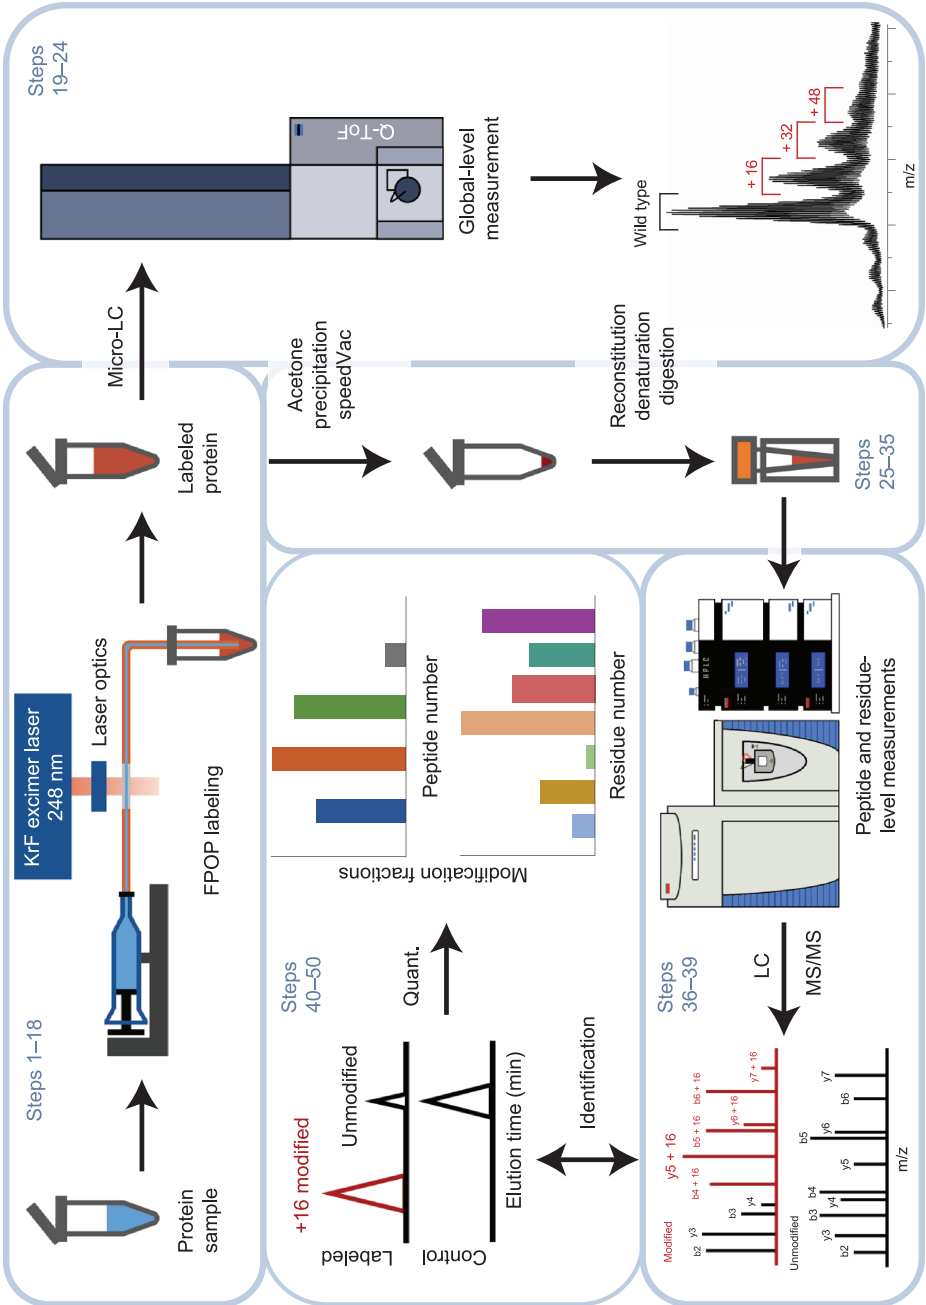 Steps 1–18
Protein
sample
KrF excimer laser
248 nm
Laser optics
FPOP labeling
Labeled
protein
Micro-LC
Steps
19–24
Q-ToF
Global-level
measurement
Wild type
+ 16
+ 32
+ 48
m/z
Acetone
precipitation
speedVac
Reconstitution
denaturation
digestion
Steps
25–35
HPLC
Peptide and residue-
level measurements
Steps
36–39
LC
MS/MS
Modified
b2
y3
b3
y4
b4 + 16
y5 + 16
b5 + 16
y6 + 16
b6 + 16
y7 + 16
Unmodified
b2
y3
b3
y4
b4
y5
b5
y6
b6
y7
m/z
Identification
Steps
40–50
+16 modified
Unmodified
Labeled
Control
Elution time (min)
Quant.
Modification fractions
Peptide number
Residue number